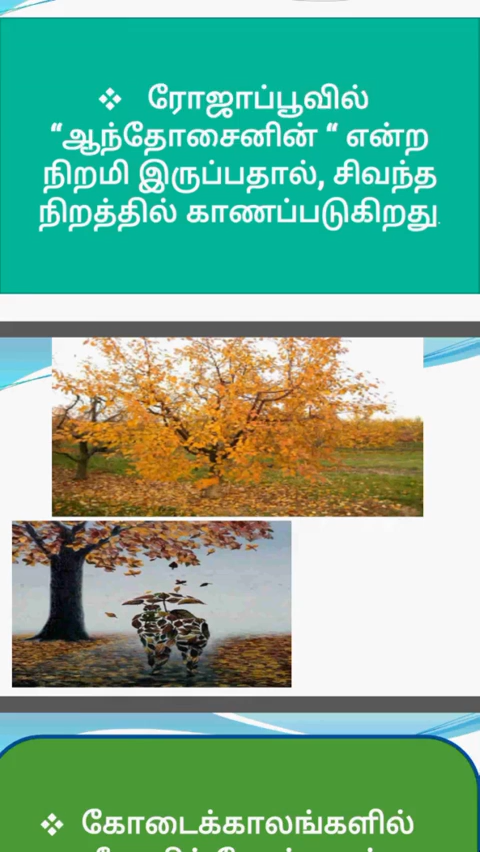 ❖ ரோஜாப்பூவில்
“ஆந்தோசைனின் “ என்ற
நிறமி இருப்பதால், சிவந்த
நிறத்தில் காணப்படுகிறது.
❖ கோடைக்காலங்களில்